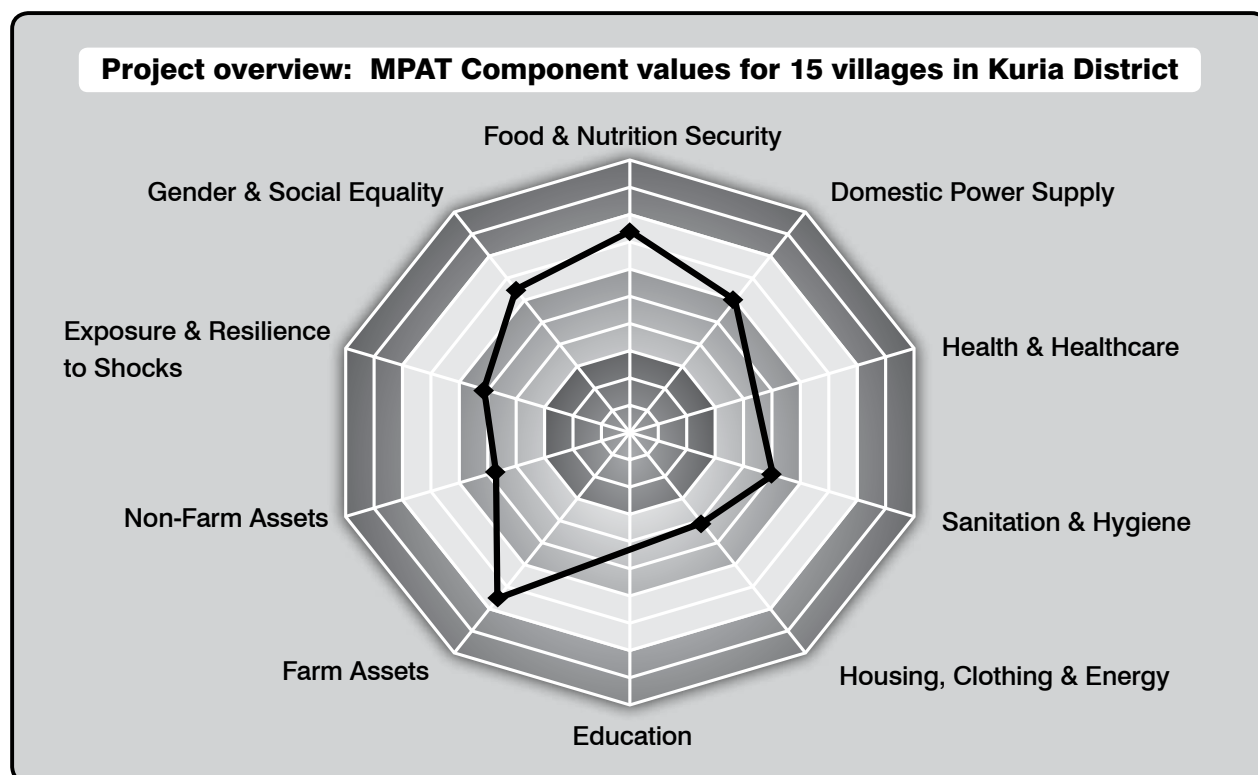 Project overview: MPAT Component values for 15 villages in Kuria District
Food & Nutrition Security
Gender & Social Equality
Domestic Power Supply
Exposure & Resilience
to Shocks
Health & Healthcare
Non-Farm Assets
Sanitation & Hygiene
Farm Assets
Housing, Clothing & Energy
Education